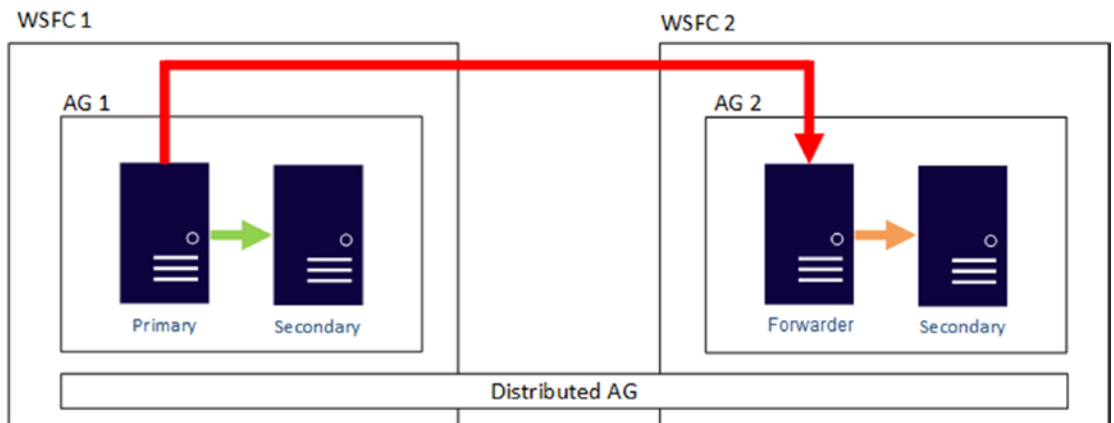 WSFC 1
WSFC 2
AG 1
AG 2
Primary
Secondary
Forwarder
Secondary
Distributed AG